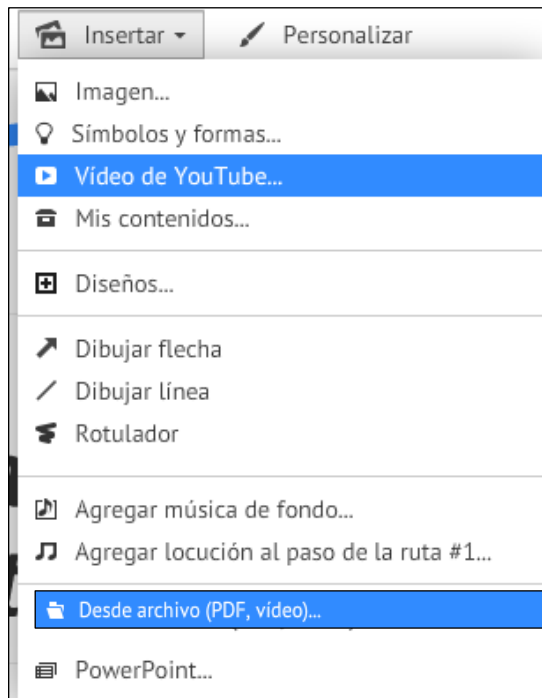 Insertar Personalizar
Imagen...
Símbolos y formas...
Vídeo de YouTube...
Mis contenidos...
Diseños...
Dibujar flecha
Dibujar línea
Rotulador
Agregar música de fondo...
Agregar locución al paso de la ruta #1...
Desde archivo (PDF, vídeo)...
PowerPoint...